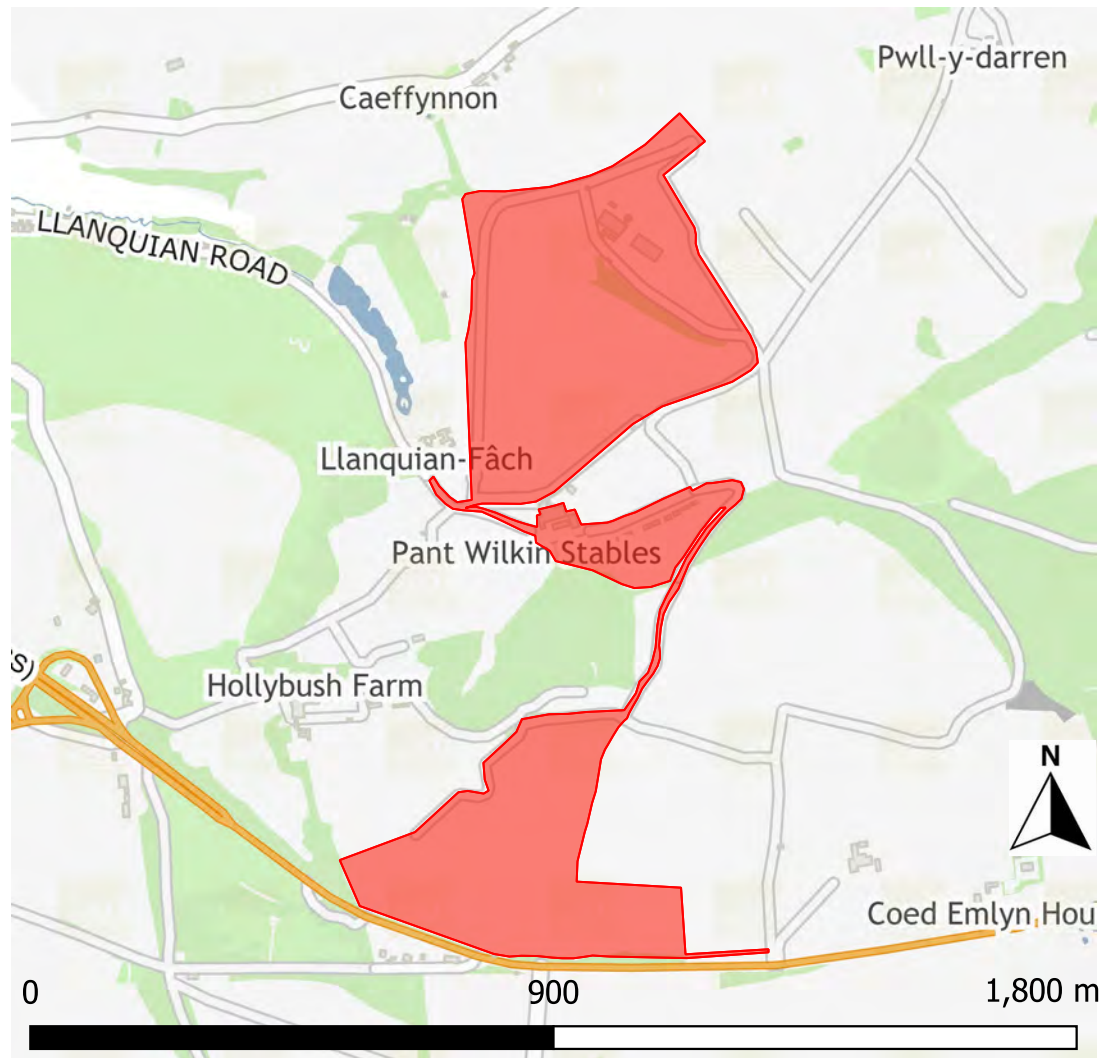 Pwll-y-darren
Caeffynnon
LLANQUIAN ROAD
Llanquian-Fâch
Pant Wilkin Stables
S)
Hollybush Farm
N
Coed Emlyn Hou
0 900 1,800 m